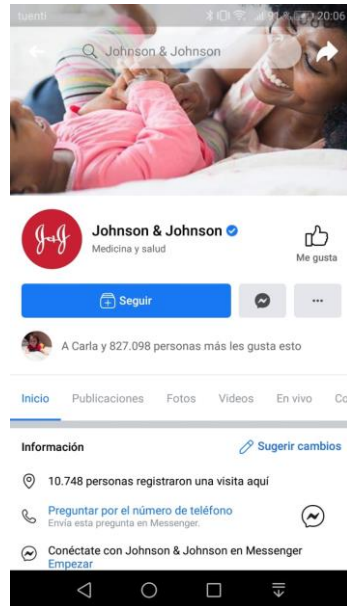 tuenti 91 % 20:06
Johnson & Johnson
J&J
Johnson & Johnson
Medicina y salud
Me gusta
Seguir
A Carla y 827.098 personas más les gusta esto
Inicio Publicaciones Fotos Videos En vivo Co
Información Sugerir cambios
10.748 personas registraron una visita aquí
Preguntar por el número de teléfono
Envía esta pregunta en Messenger.
Conéctate con Johnson & Johnson en Messenger
Empezar